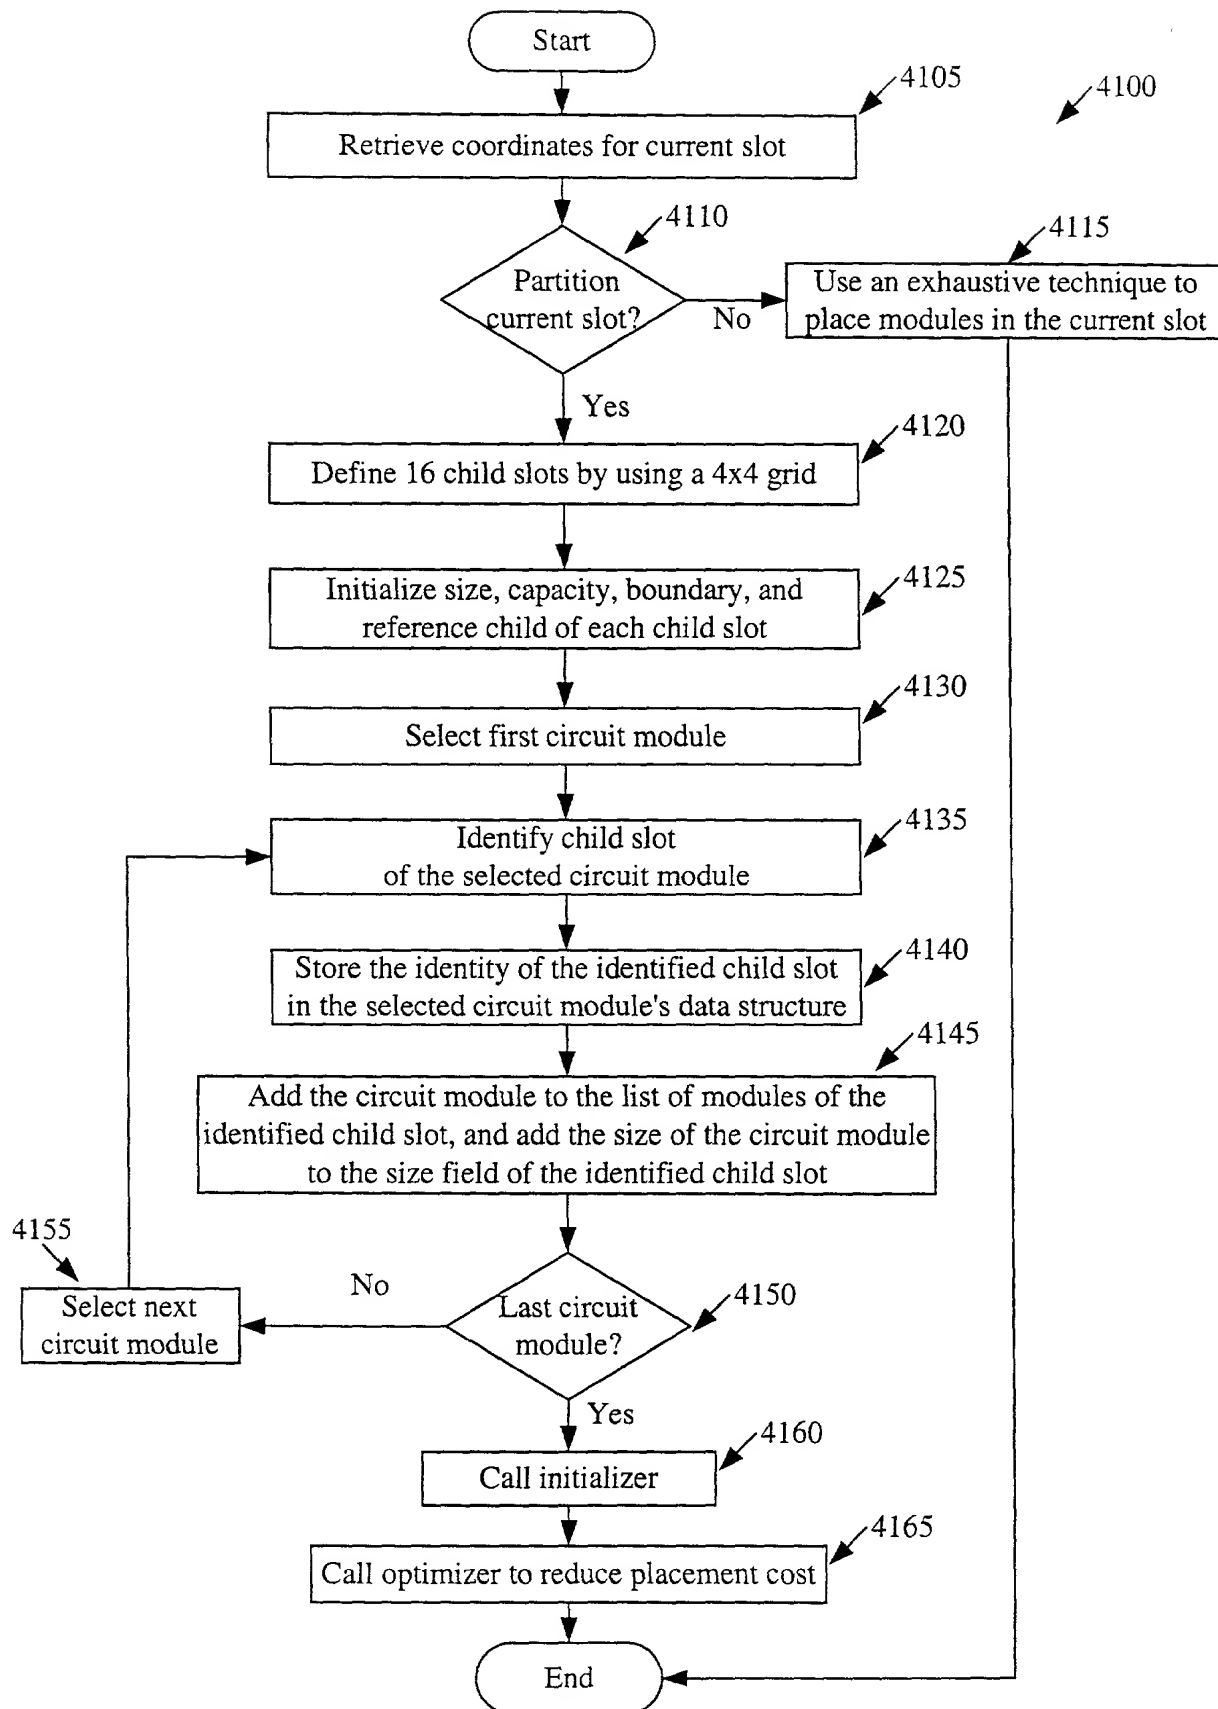 Start
4105
4100
Retrieve coordinates for current slot
4110
4115
Partition
current slot?
No
Use an exhaustive technique to
place modules in the current slot
Yes
4120
Define 16 child slots by using a 4x4 grid
4125
Initialize size, capacity, boundary, and
reference child of each child slot
4130
Select first circuit module
4135
Identify child slot
of the selected circuit module
4140
Store the identity of the identified child slot
in the selected circuit module's data structure
4145
Add the circuit module to the list of modules of the
identified child slot, and add the size of the circuit module
to the size field of the identified child slot
4155
No
4150
Select next
circuit module
Last circuit
module?
Yes
4160
Call initializer
4165
Call optimizer to reduce placement cost
End